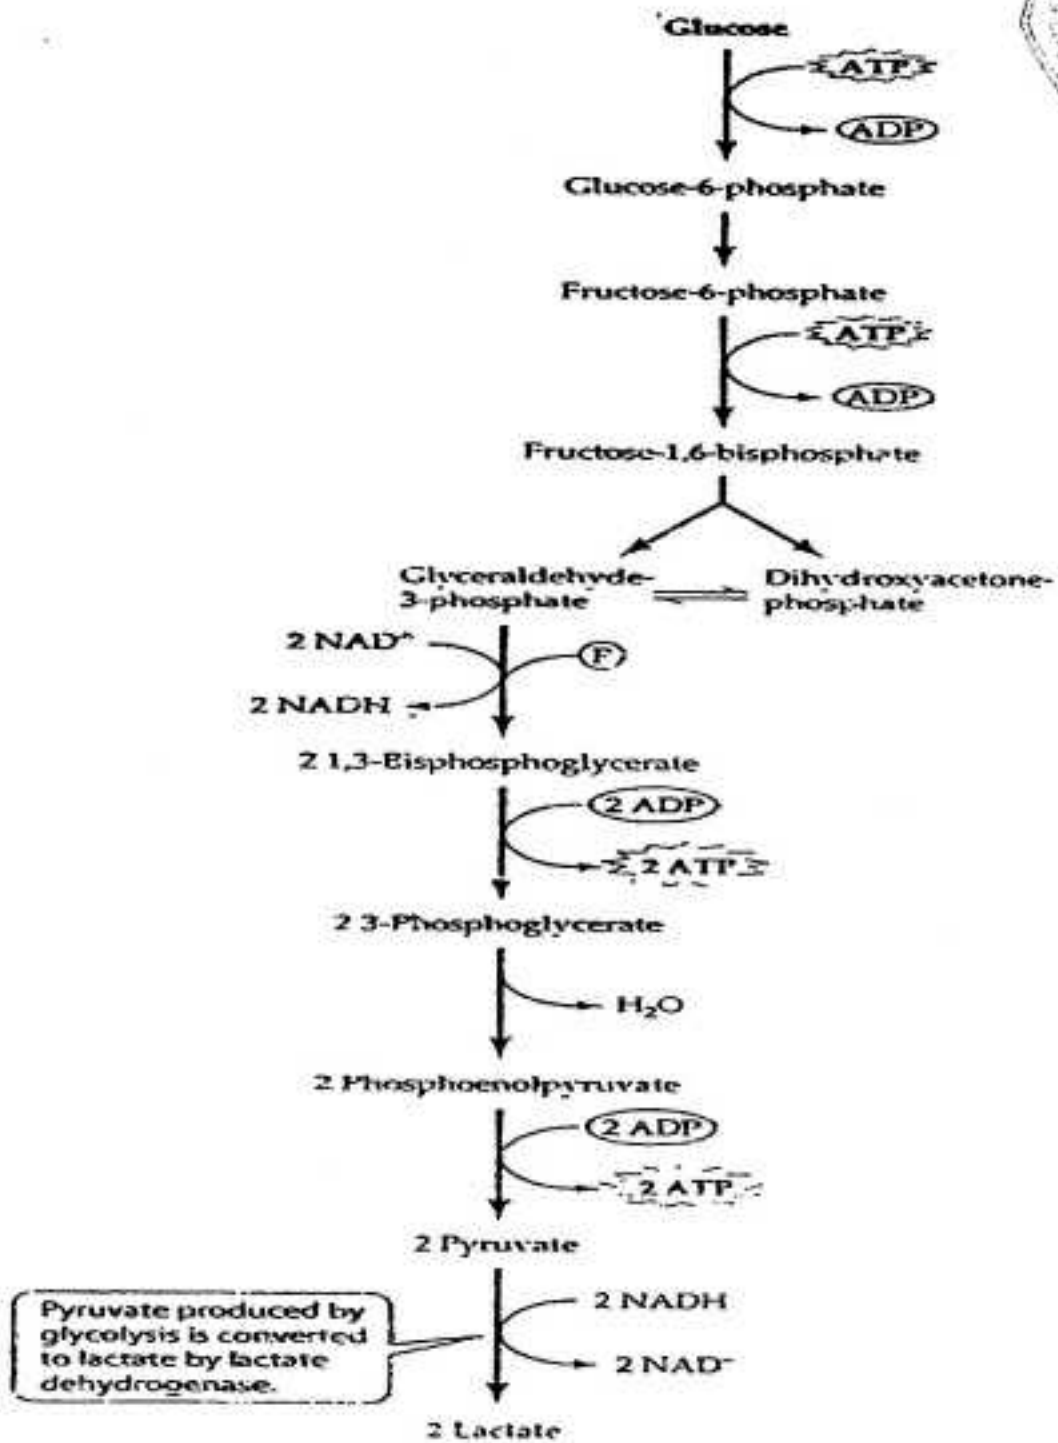 Glucose
ATP
ADP
Glucose-6-phosphate
Fructose-6-phosphate
ATP
ADP
Fructose-1,6-bisphosphate
Glyceraldehyde-
3-phosphate
Dihydroxyacetone-
phosphate
2 NAD⁺
P
2 NADH
2 1,3-Bisphosphoglycerate
2 ADP
2 ATP
2 3-Phosphoglycerate
H₂O
2 Phosphoenolpyruvate
2 ADP
2 ATP
2 Pyruvate
Pyruvate produced by
glycolysis is converted
to lactate by lactate
dehydrogenase.
2 NADH
2 NAD⁺
2 Lactate